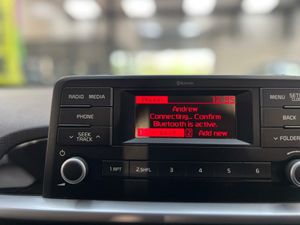 RADIO
MEDIA
PHONE
SEEK
TRACK
Andrew
Connecting... Confirm
Bluetooth is active.
Add new
MENU
BACK
FOLDER
1 RPT
2
3
4
5
6